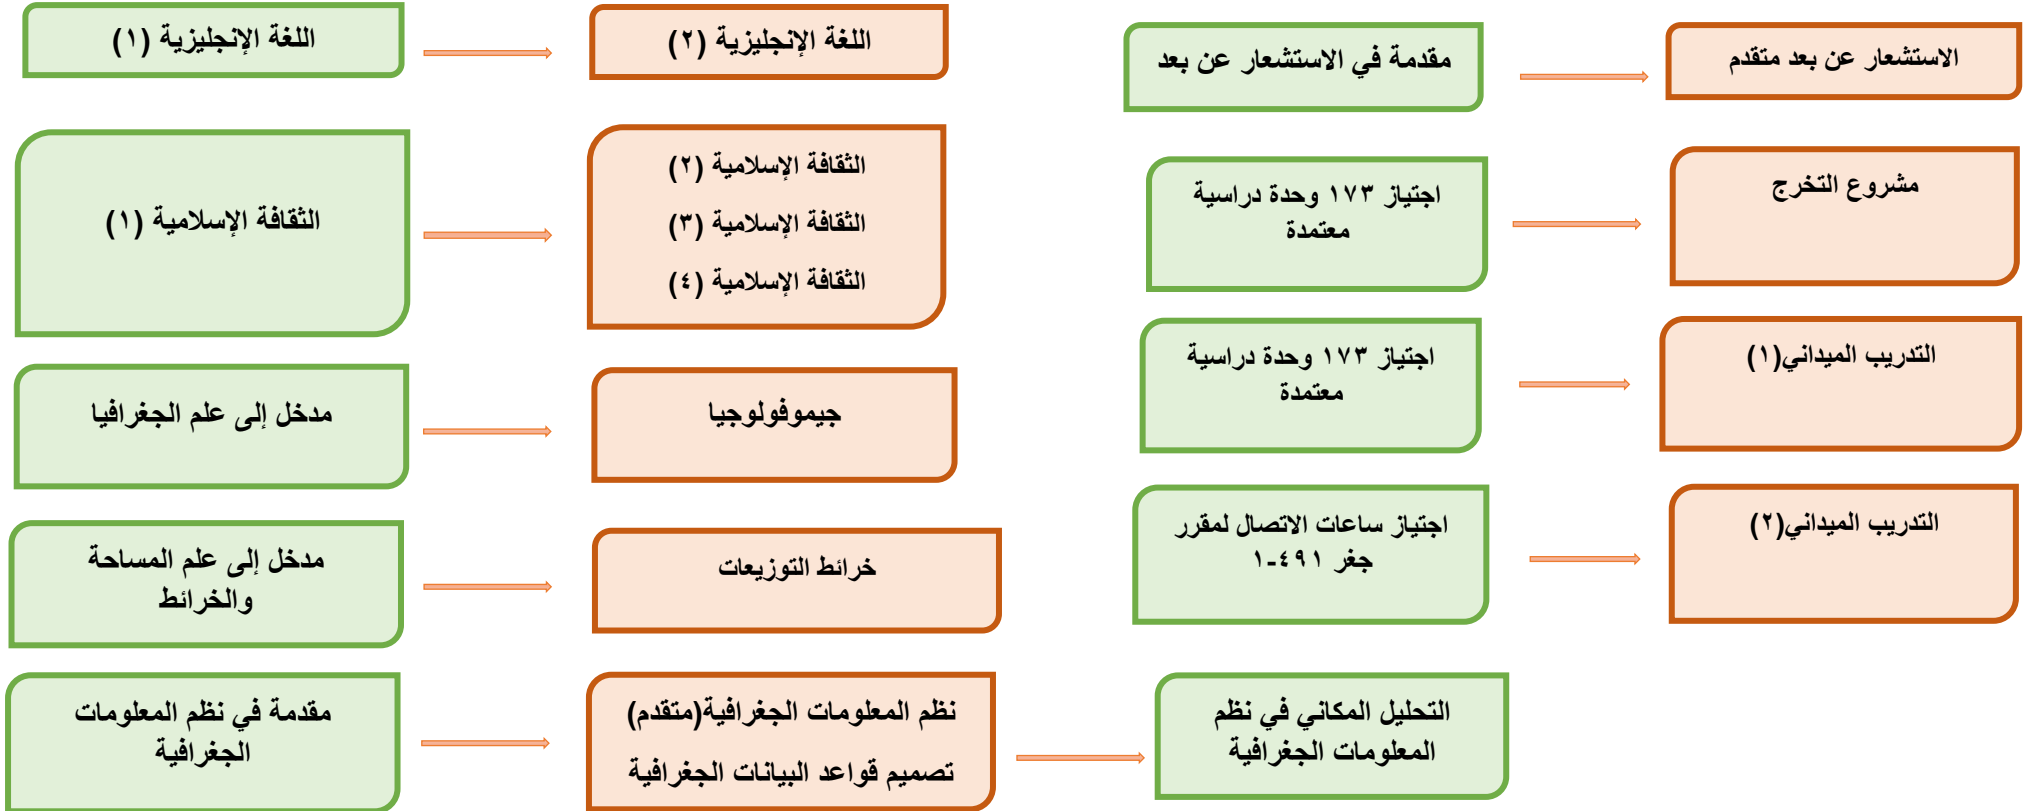 اللغة الإنجليزية (١)
اللغة الإنجليزية (٢)
الثقافة الإسلامية (١)
الثقافة الإسلامية (٢)
الثقافة الإسلامية (٣)
الثقافة الإسلامية (٤)
مدخل إلى علم الجغرافيا
جيموفولوجيا
مدخل إلى علم المساحة
والخرائط
خرائط التوزيعات
مقدمة في نظم المعلومات
الجغرافية
نظم المعلومات الجغرافية(متقدم)
تصميم قواعد البيانات الجغرافية
التحليل المكاني في نظم
المعلومات الجغرافية
مقدمة في الاستشعار عن بعد
الاستشعار عن بعد متقدم
اجتياز ١٧٣ وحدة دراسية
معتمدة
مشروع التخرج
اجتياز ١٧٣ وحدة دراسية
معتمدة
التدريب الميداني(١)
اجتياز ساعات الاتصال لمقرر
جغر ٤٩١-١
التدريب الميداني(٢)